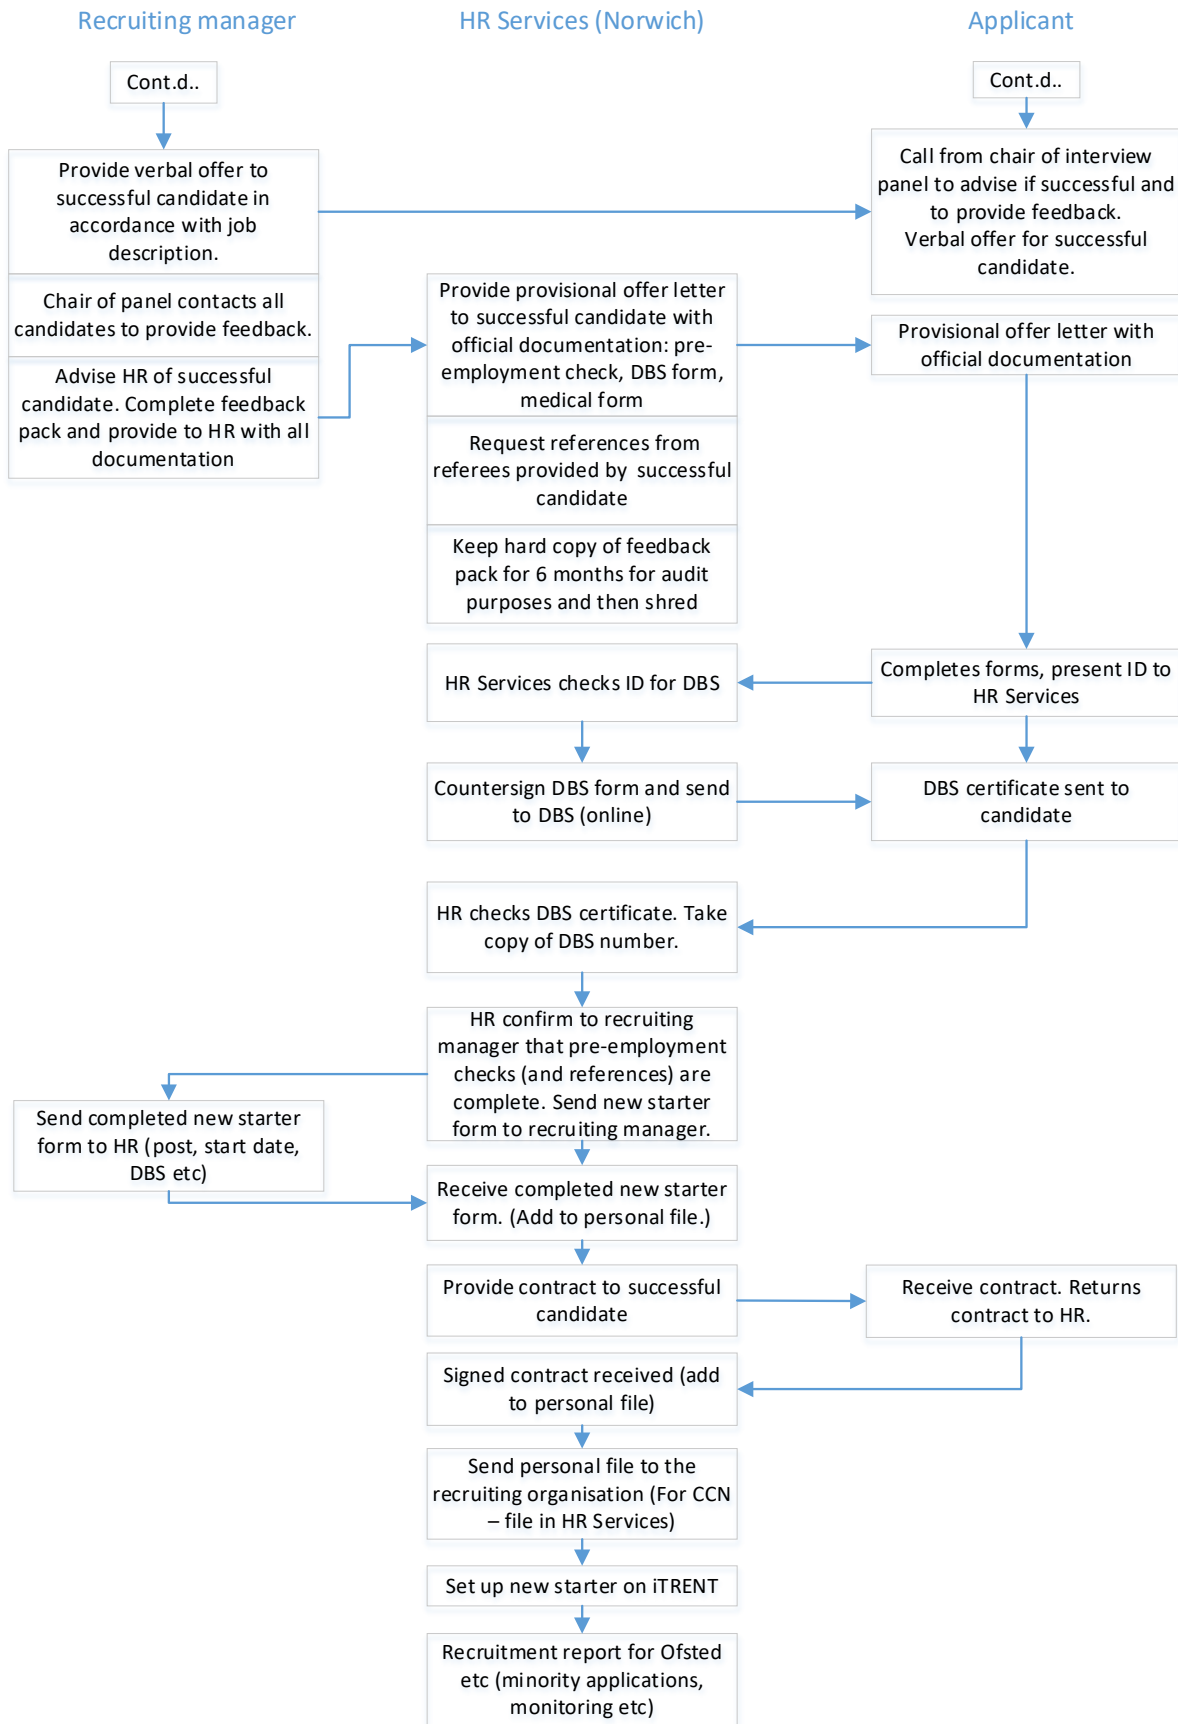 Recruiting manager
HR Services (Norwich)
Applicant
Cont.d..
Cont.d..
Provide verbal offer to
successful candidate in
accordance with job
description.
Call from chair of interview
panel to advise if successful and
to provide feedback.
Verbal offer for successful
candidate.
Chair of panel contacts all
candidates to provide feedback.
Advise HR of successful
candidate. Complete feedback
pack and provide to HR with all
documentation
Provide provisional offer letter
to successful candidate with
official documentation: pre-
employment check, DBS form,
medical form
Provisional offer letter with
official documentation
Request references from
referees provided by successful
candidate
Keep hard copy of feedback
pack for 6 months for audit
purposes and then shred
HR Services checks ID for DBS
Completes forms, present ID to
HR Services
Countersign DBS form and send
to DBS (online)
DBS certificate sent to
candidate
HR checks DBS certificate. Take
copy of DBS number.
HR confirm to recruiting
manager that pre-employment
checks (and references) are
complete. Send new starter
form to recruiting manager.
Send completed new starter
form to HR (post, start date,
DBS etc)
Receive completed new starter
form. (Add to personal file.)
Provide contract to successful
candidate
Receive contract. Returns
contract to HR.
Signed contract received (add
to personal file)
Send personal file to the
recruiting organisation (For CCN
– file in HR Services)
Set up new starter on iTRENT
Recruitment report for Ofsted
etc (minority applications,
monitoring etc)